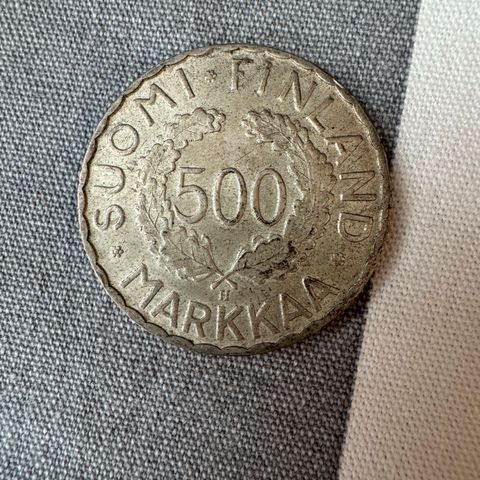 SUOMI * FINLAND
500
H
* MARKKAA *